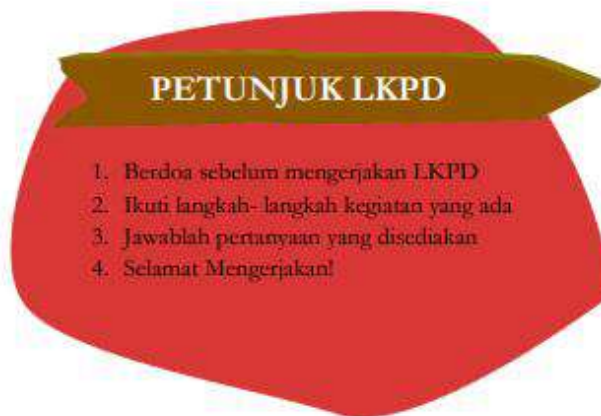 PETUNJUK LKPD
1. Berdoa sebelum mengerjakan LKPD
2. Ikuti langkah- langkah kegiatan yang ada
3. Jawablah pertanyaan yang disediakan
4. Selamat Mengerjakan!